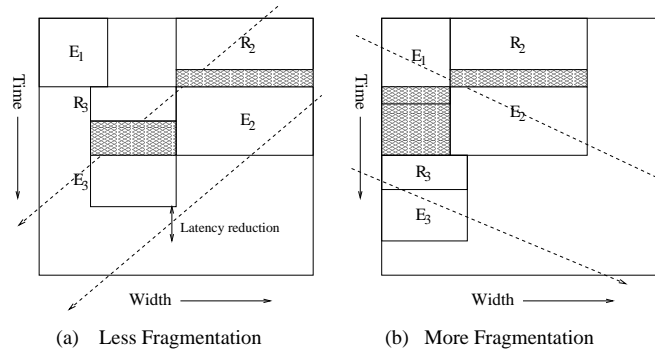 E1
R2
R3
E2
E3
Time
Latency reduction
Width
(a) Less Fragmentation
E1
R2
E2
R3
E3
Time
Width
(b) More Fragmentation